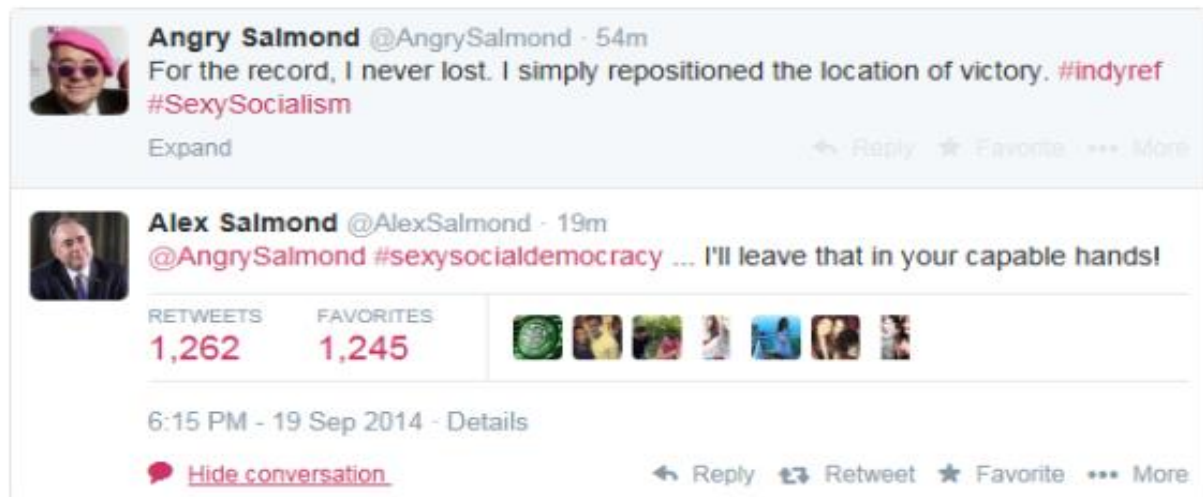 Angry Salmond @AngrySalmond · 54m
For the record, I never lost. I simply repositioned the location of victory. #indyref
#SexySocialism
Expand
Reply Favorite More
Alex Salmond @AlexSalmond · 19m
@AngrySalmond #sexysocialdemocracy ... I'll leave that in your capable hands!
RETWEETS FAVORITES
1,262 1,245
6:15 PM - 19 Sep 2014 · Details
Hide conversation Reply Retweet Favorite More